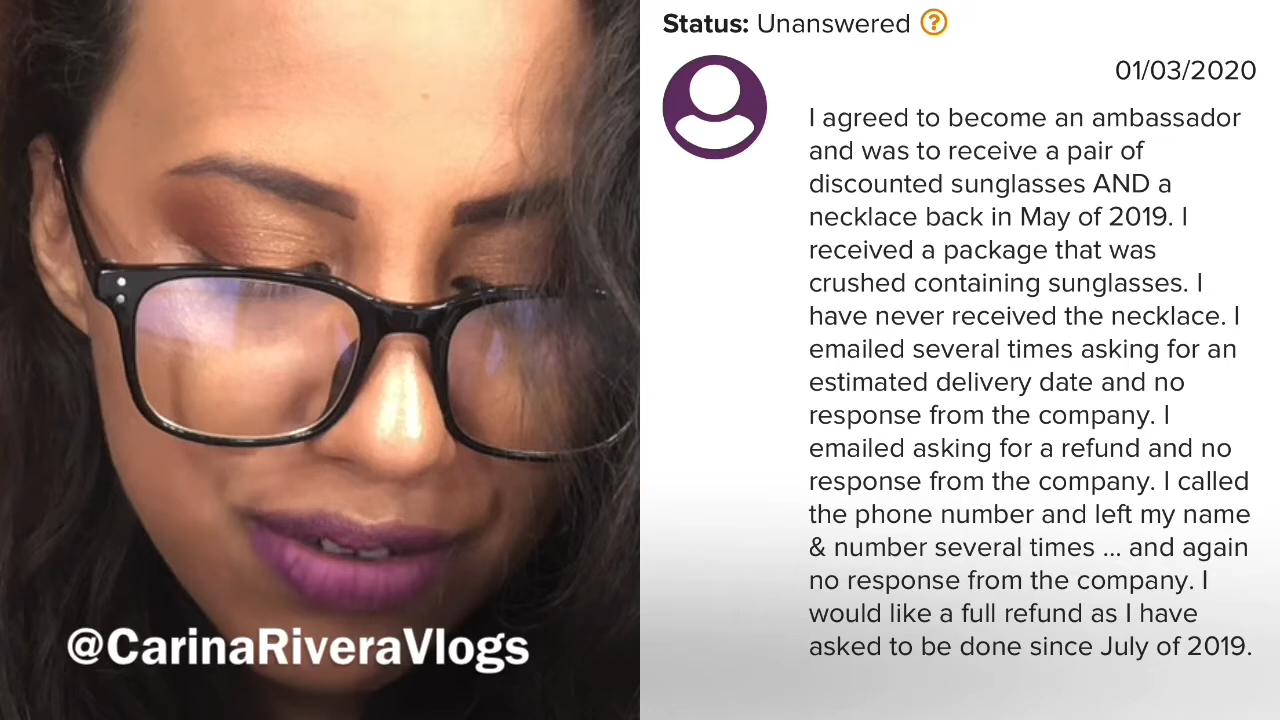 @CarinaRiveraVlogs
Status: Unanswered ?
01/03/2020
I agreed to become an ambassador
and was to receive a pair of
discounted sunglasses AND a
necklace back in May of 2019. I
received a package that was
crushed containing sunglasses. I
have never received the necklace. I
emailed several times asking for an
estimated delivery date and no
response from the company. I
emailed asking for a refund and no
response from the company. I called
the phone number and left my name
& number several times ... and again
no response from the company. I
would like a full refund as I have
asked to be done since July of 2019.